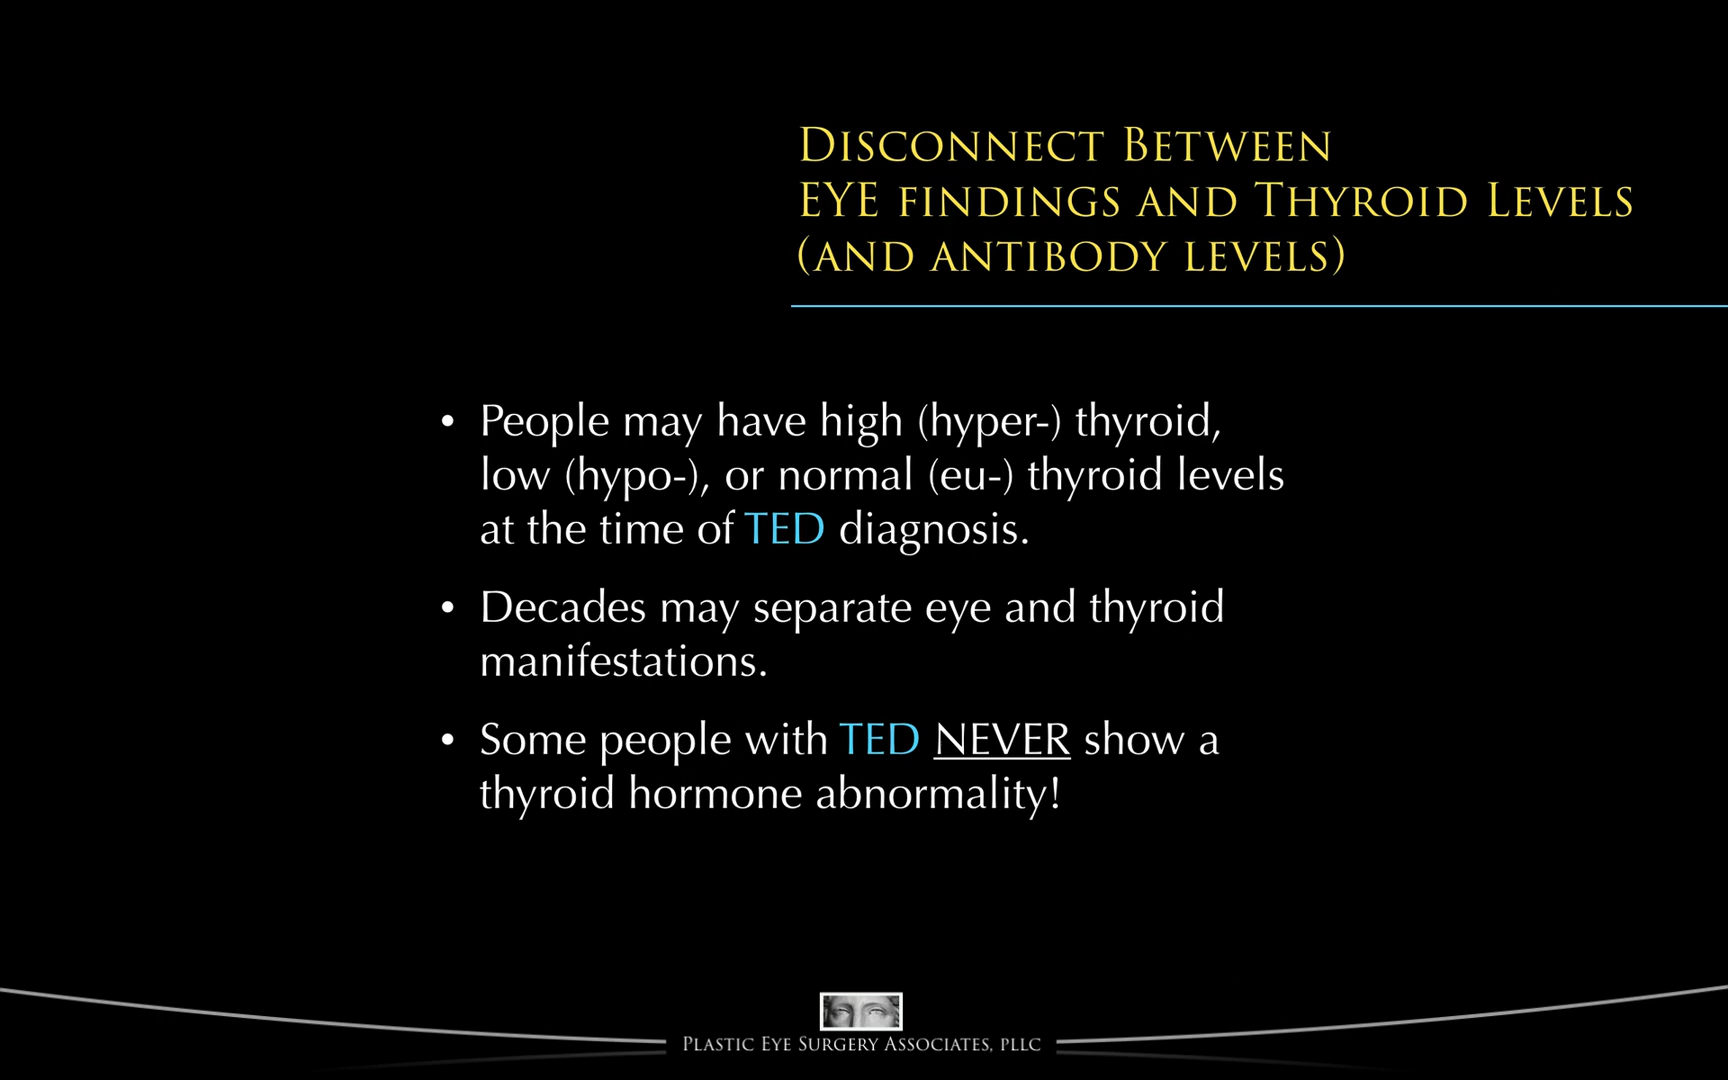 DISCONNECT BETWEEN
EYE FINDINGS AND THYROID LEVELS
(AND ANTIBODY LEVELS)
• People may have high (hyper-) thyroid,
low (hypo-), or normal (eu-) thyroid levels
at the time of TED diagnosis.
• Decades may separate eye and thyroid
manifestations.
• Some people with TED NEVER show a
thyroid hormone abnormality!
PLASTIC EYE SURGERY ASSOCIATES, PLLC